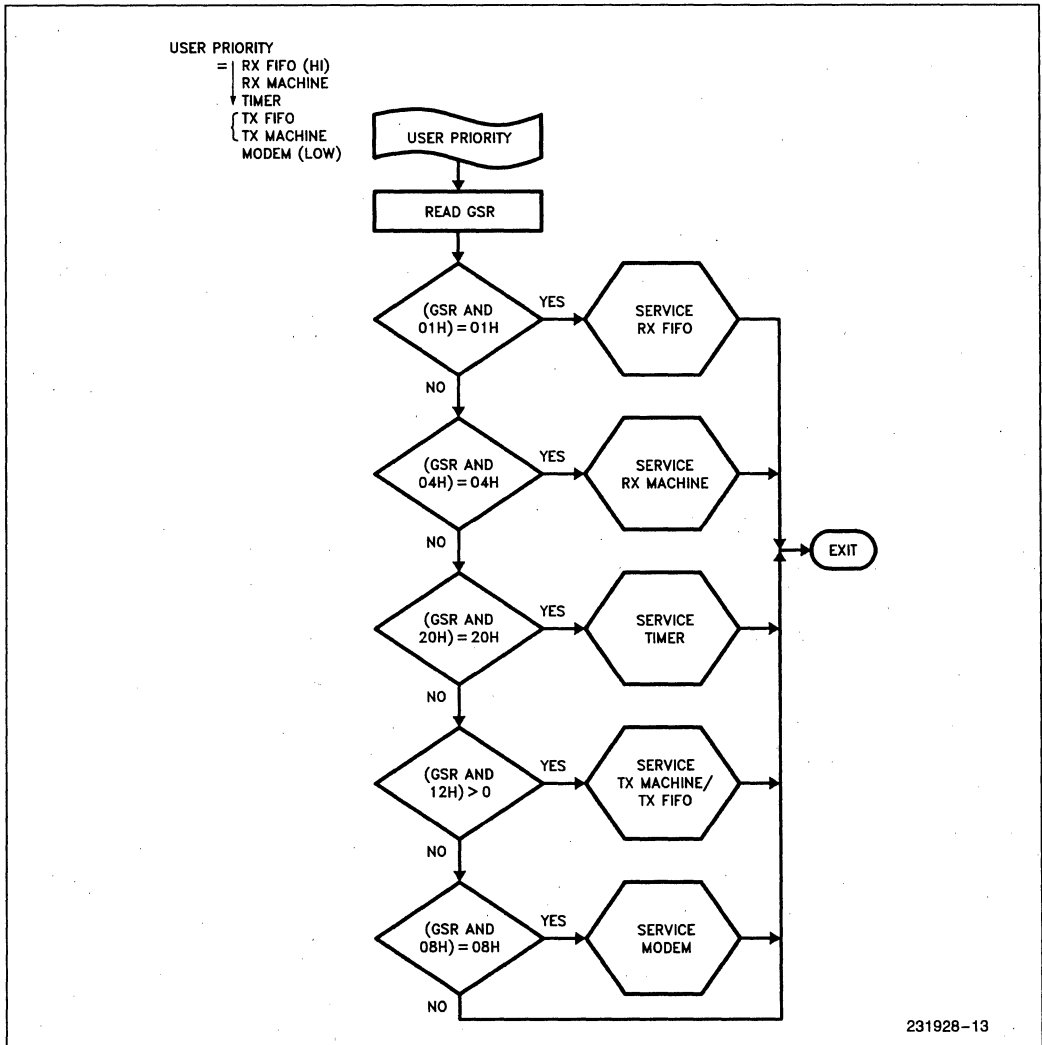 USER PRIORITY
= RX FIFO (HI)
RX MACHINE
TIMER
TX FIFO
TX MACHINE
MODEM (LOW)
USER PRIORITY
READ GSR
(GSR AND
01H) = 01H
YES
SERVICE
RX FIFO
NO
(GSR AND
04H) = 04H
YES
SERVICE
RX MACHINE
NO
EXIT
(GSR AND
20H) = 20H
YES
SERVICE
TIMER
NO
(GSR AND
12H) > 0
YES
SERVICE
TX MACHINE/
TX FIFO
NO
(GSR AND
08H) = 08H
YES
SERVICE
MODEM
NO
231928-13